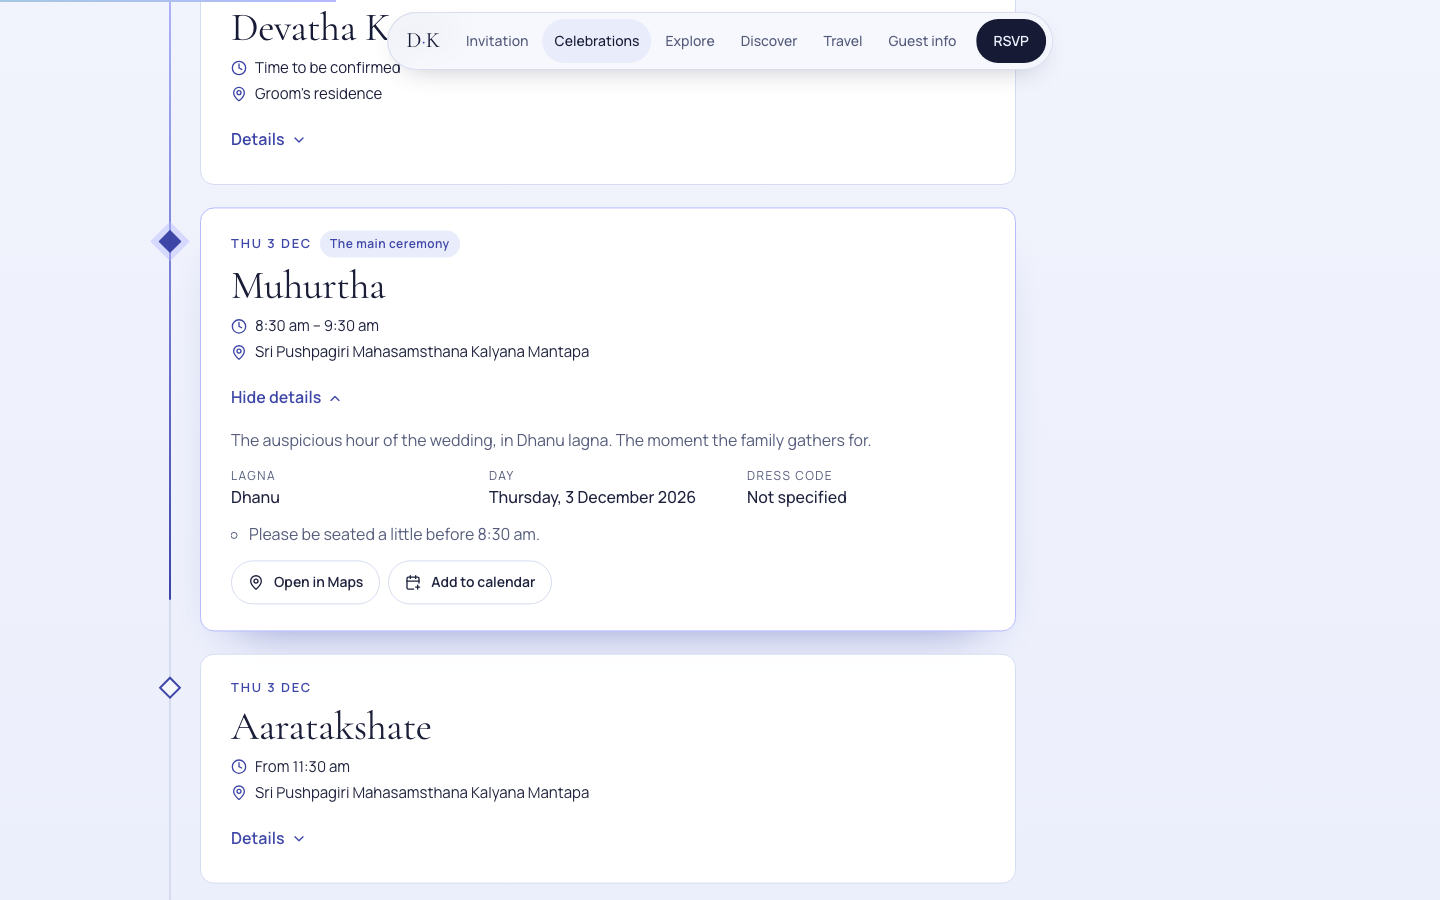 D·K Invitation Celebrations Explore Discover Travel Guest info RSVP
Devatha K
Time to be confirmed
Groom's residence
Details
THU 3 DEC The main ceremony
Muhurtha
8:30 am – 9:30 am
Sri Pushpagiri Mahasamsthana Kalyana Mantapa
Hide details
The auspicious hour of the wedding, in Dhanu lagna. The moment the family gathers for.
LAGNA DAY DRESS CODE
Dhanu Thursday, 3 December 2026 Not specified
Please be seated a little before 8:30 am.
Open in Maps Add to calendar
THU 3 DEC
Aaratakshate
From 11:30 am
Sri Pushpagiri Mahasamsthana Kalyana Mantapa
Details